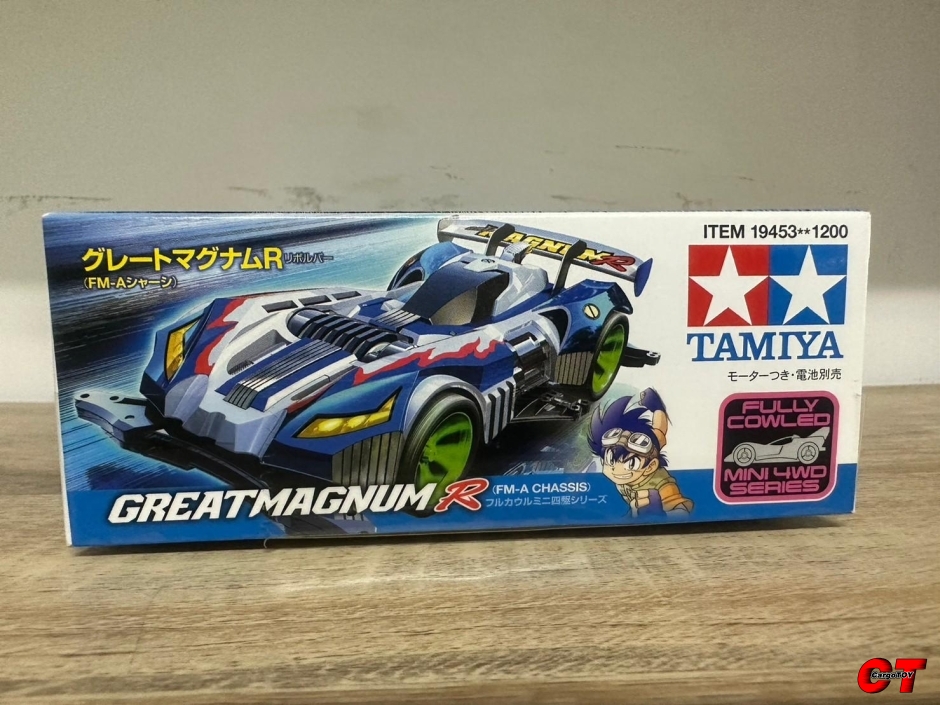 グレートマグナムR リボルバー
(FM-Aシャーシ)
MAGNUM R
ITEM 19453**1200
TAMIYA
モーターつき・電池別売
FULLY
COWLED
MINI 4WD
SERIES
GREATMAGNUM R (FM-A CHASSIS)
フルカウルミニ四駆シリーズ
CT
CargoTOY